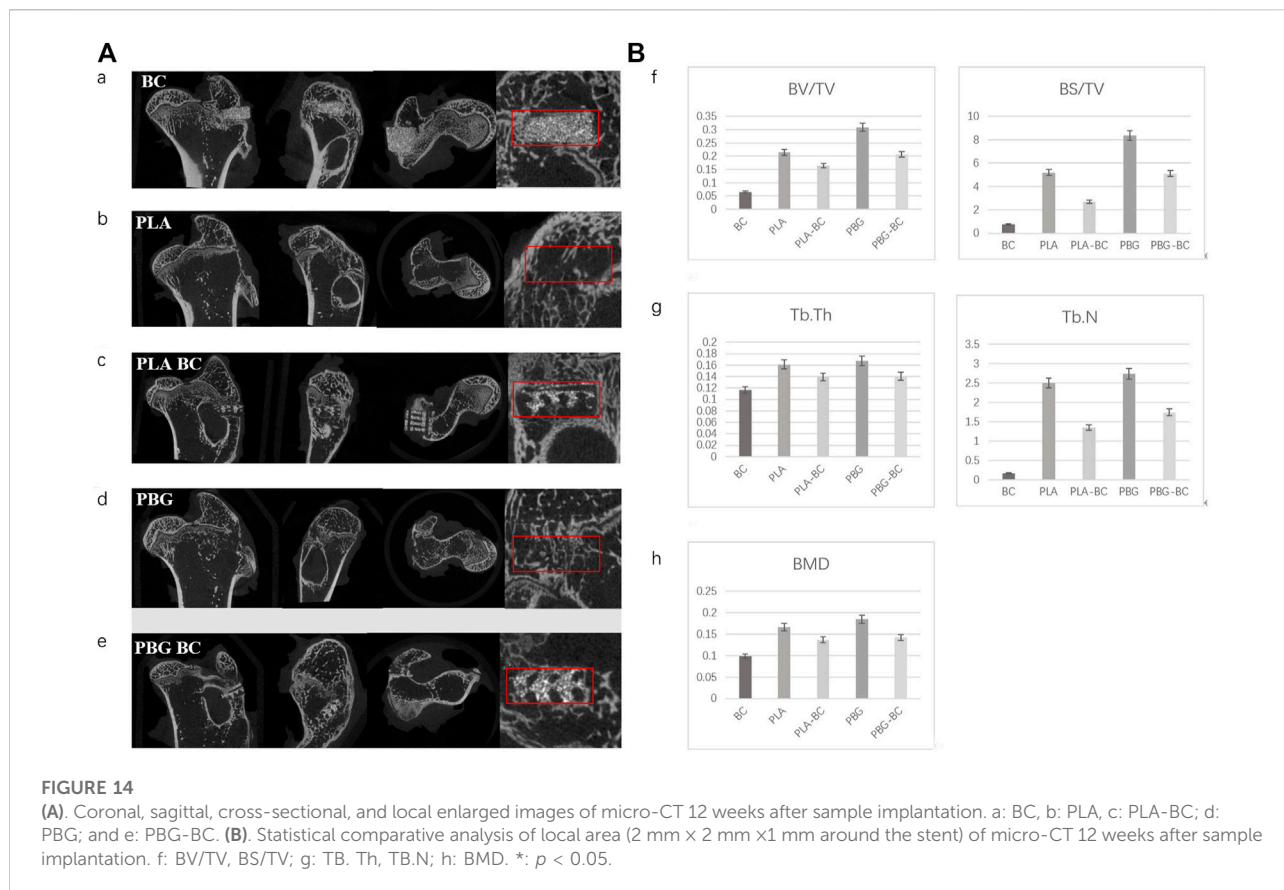 A
B
a
BC
b
PLA
c
PLA BC
d
PBG
e
PBG BC
f
BV/TV
0.35
0.3
0.25
0.2
0.15
0.1
0.05
0
BC
PLA
PLA-BC
PBG
PBG-BC
BS/TV
10
8
6
4
2
0
BC
PLA
PLA-BC
PBG
PBG-BC
g
Tb.Th
0.2
0.18
0.16
0.14
0.12
0.1
0.08
0.06
0.04
0.02
0
BC
PLA
PLA-BC
PBG
PBG-BC
Tb.N
3.5
3
2.5
2
1.5
1
0.5
0
BC
PLA
PLA-BC
PBG
PBG-BC
h
BMD
0.25
0.2
0.15
0.1
0.05
0
BC
PLA
PLA-BC
PBG
PBG-BC
FIGURE 14
(A). Coronal, sagittal, cross-sectional, and local enlarged images of micro-CT 12 weeks after sample implantation. a: BC, b: PLA, c: PLA-BC; d:
PBG; and e: PBG-BC. (B). Statistical comparative analysis of local area (2 mm × 2 mm ×1 mm around the stent) of micro-CT 12 weeks after sample
implantation. f: BV/TV, BS/TV; g: TB. Th, TB.N; h: BMD. *: p < 0.05.